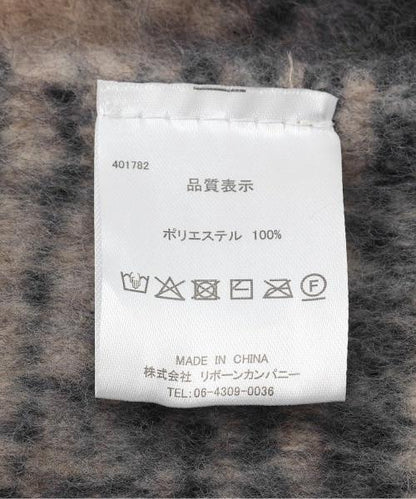 401782
品質表示
ポリエステル 100%
F
MADE IN CHINA
株式会社 リボーンカンパニー
TEL:06-4309-0036